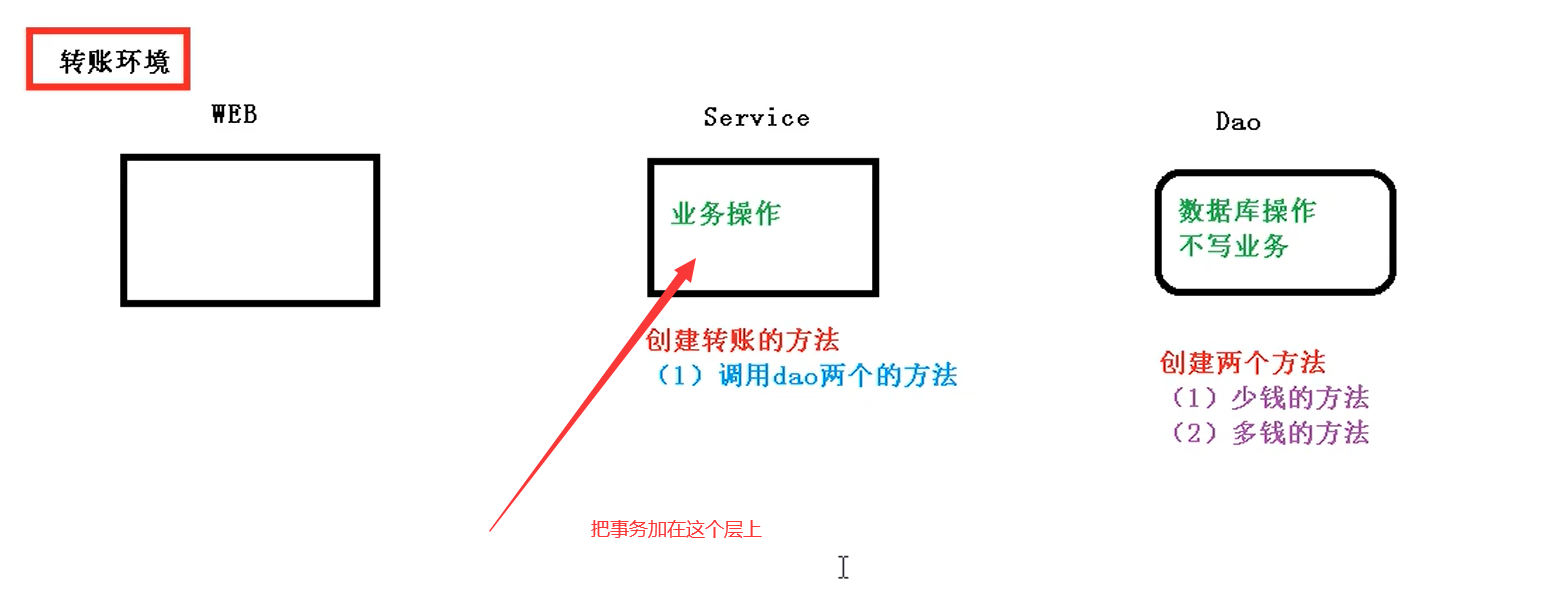 转账环境
WEB
Service
Dao
业务操作
数据库操作
不写业务
创建转账的方法
（1）调用dao两个的方法
创建两个方法
（1）少钱的方法
（2）多钱的方法
把事务加在这个层上